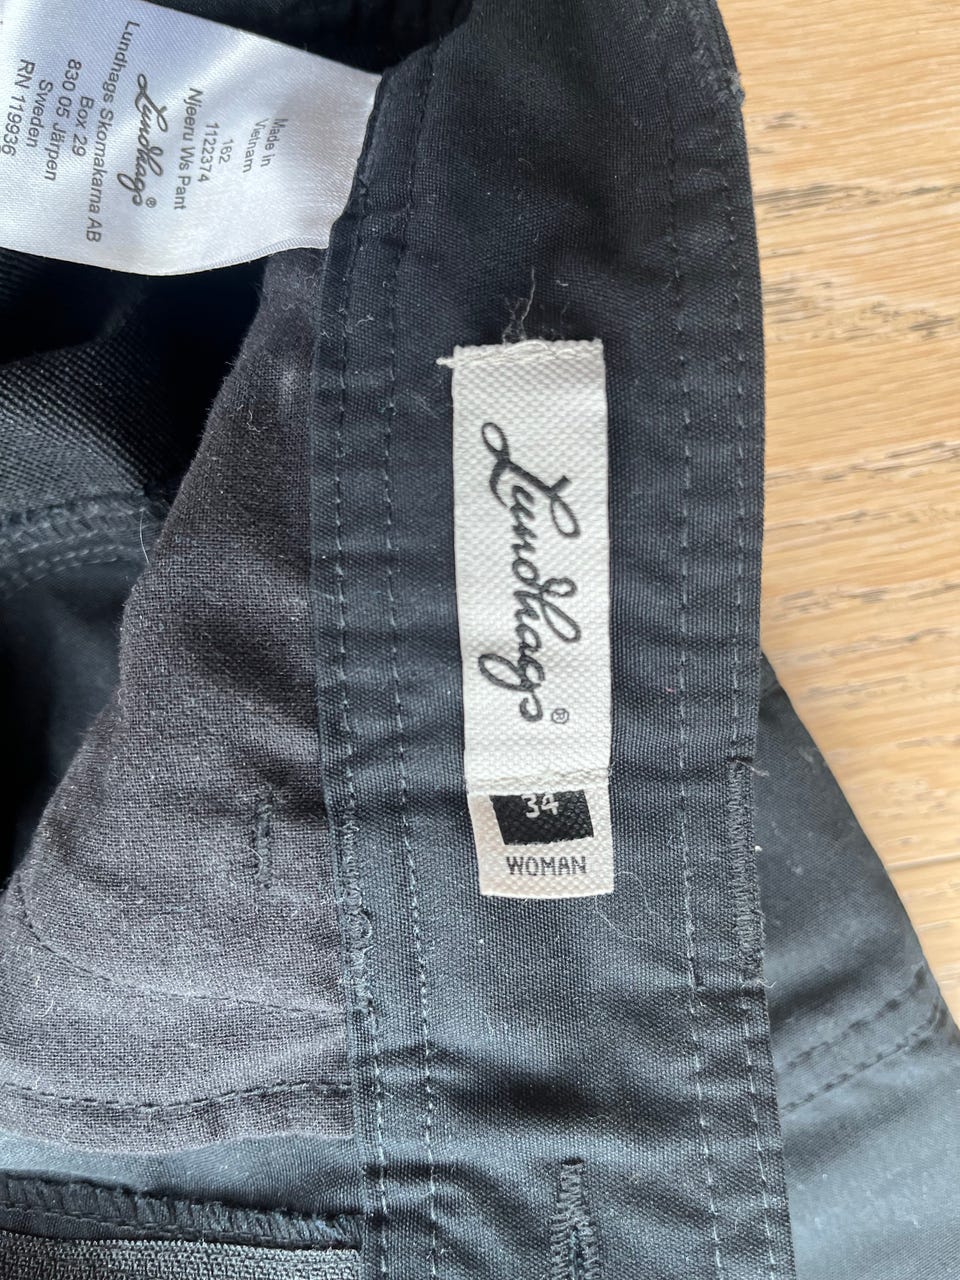 Made in
Vietnam
162
1122374
Njeeru Ws Pant
Lundhags®
Lundhags Skomakarna AB
Box 29
830 05 Järpen
Sweden
RN 119936
Lundhags®
34
WOMAN